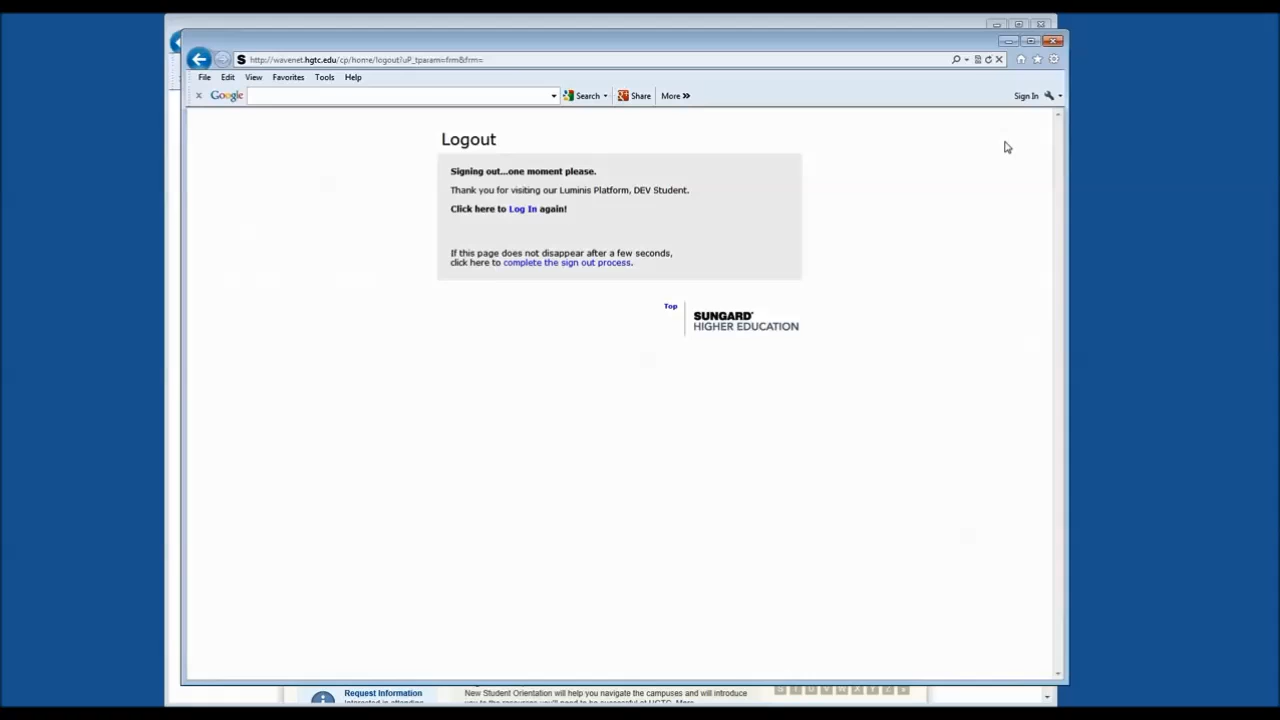 http://wavenet.hgtc.edu/cp/home/logout?uP_tparam=frm&frm=
File Edit View Favorites Tools Help
x Google Search Share More » Sign In
Logout
Signing out...one moment please.
Thank you for visiting our Luminis Platform, DEV Student.
Click here to Log In again!
If this page does not disappear after a few seconds,
click here to complete the sign out process.
Top
SUNGARD
HIGHER EDUCATION
Request Information New Student Orientation will help you navigate the campuses and will introduce S T U V W X Y Z